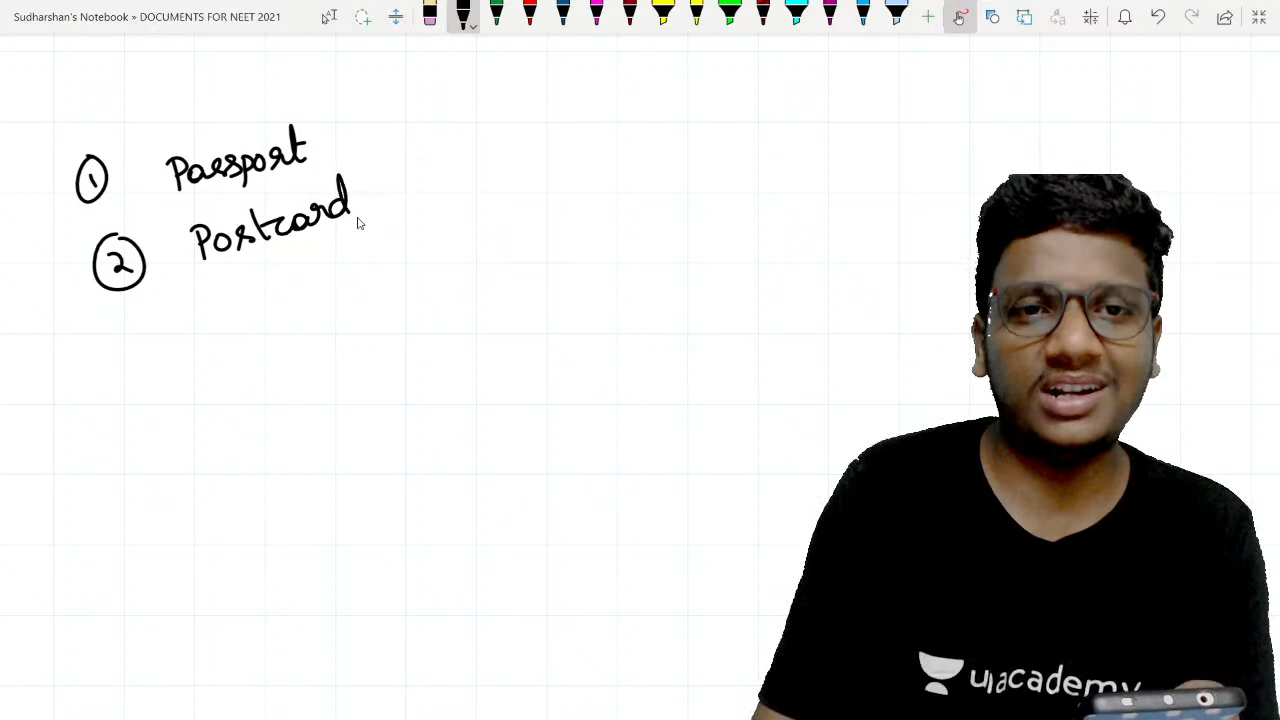 Sudharshan's Notebook » DOCUMENTS FOR NEET 2021
① Passport
② Postcard
unacademy